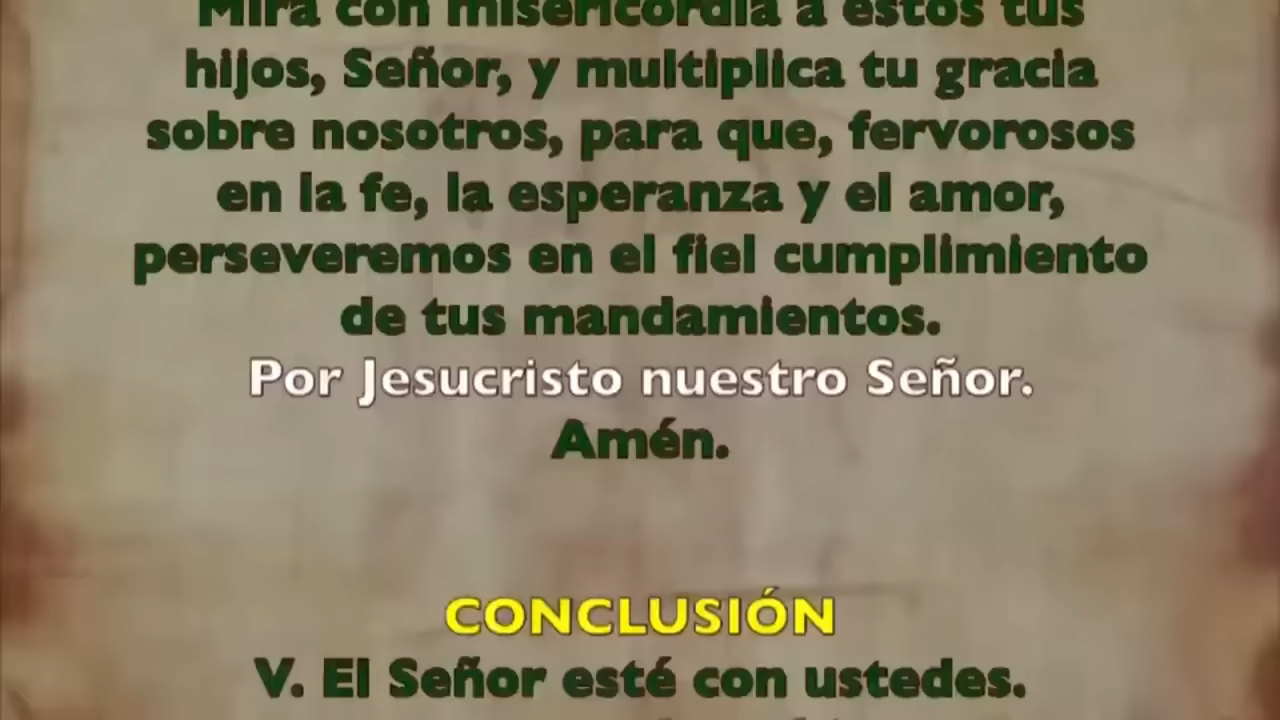 Mira con misericordia a estos tus
hijos, Señor, y multiplica tu gracia
sobre nosotros, para que, fervorosos
en la fe, la esperanza y el amor,
perseveremos en el fiel cumplimiento
de tus mandamientos.
Por Jesucristo nuestro Señor.
Amén.
CONCLUSIÓN
V. El Señor esté con ustedes.